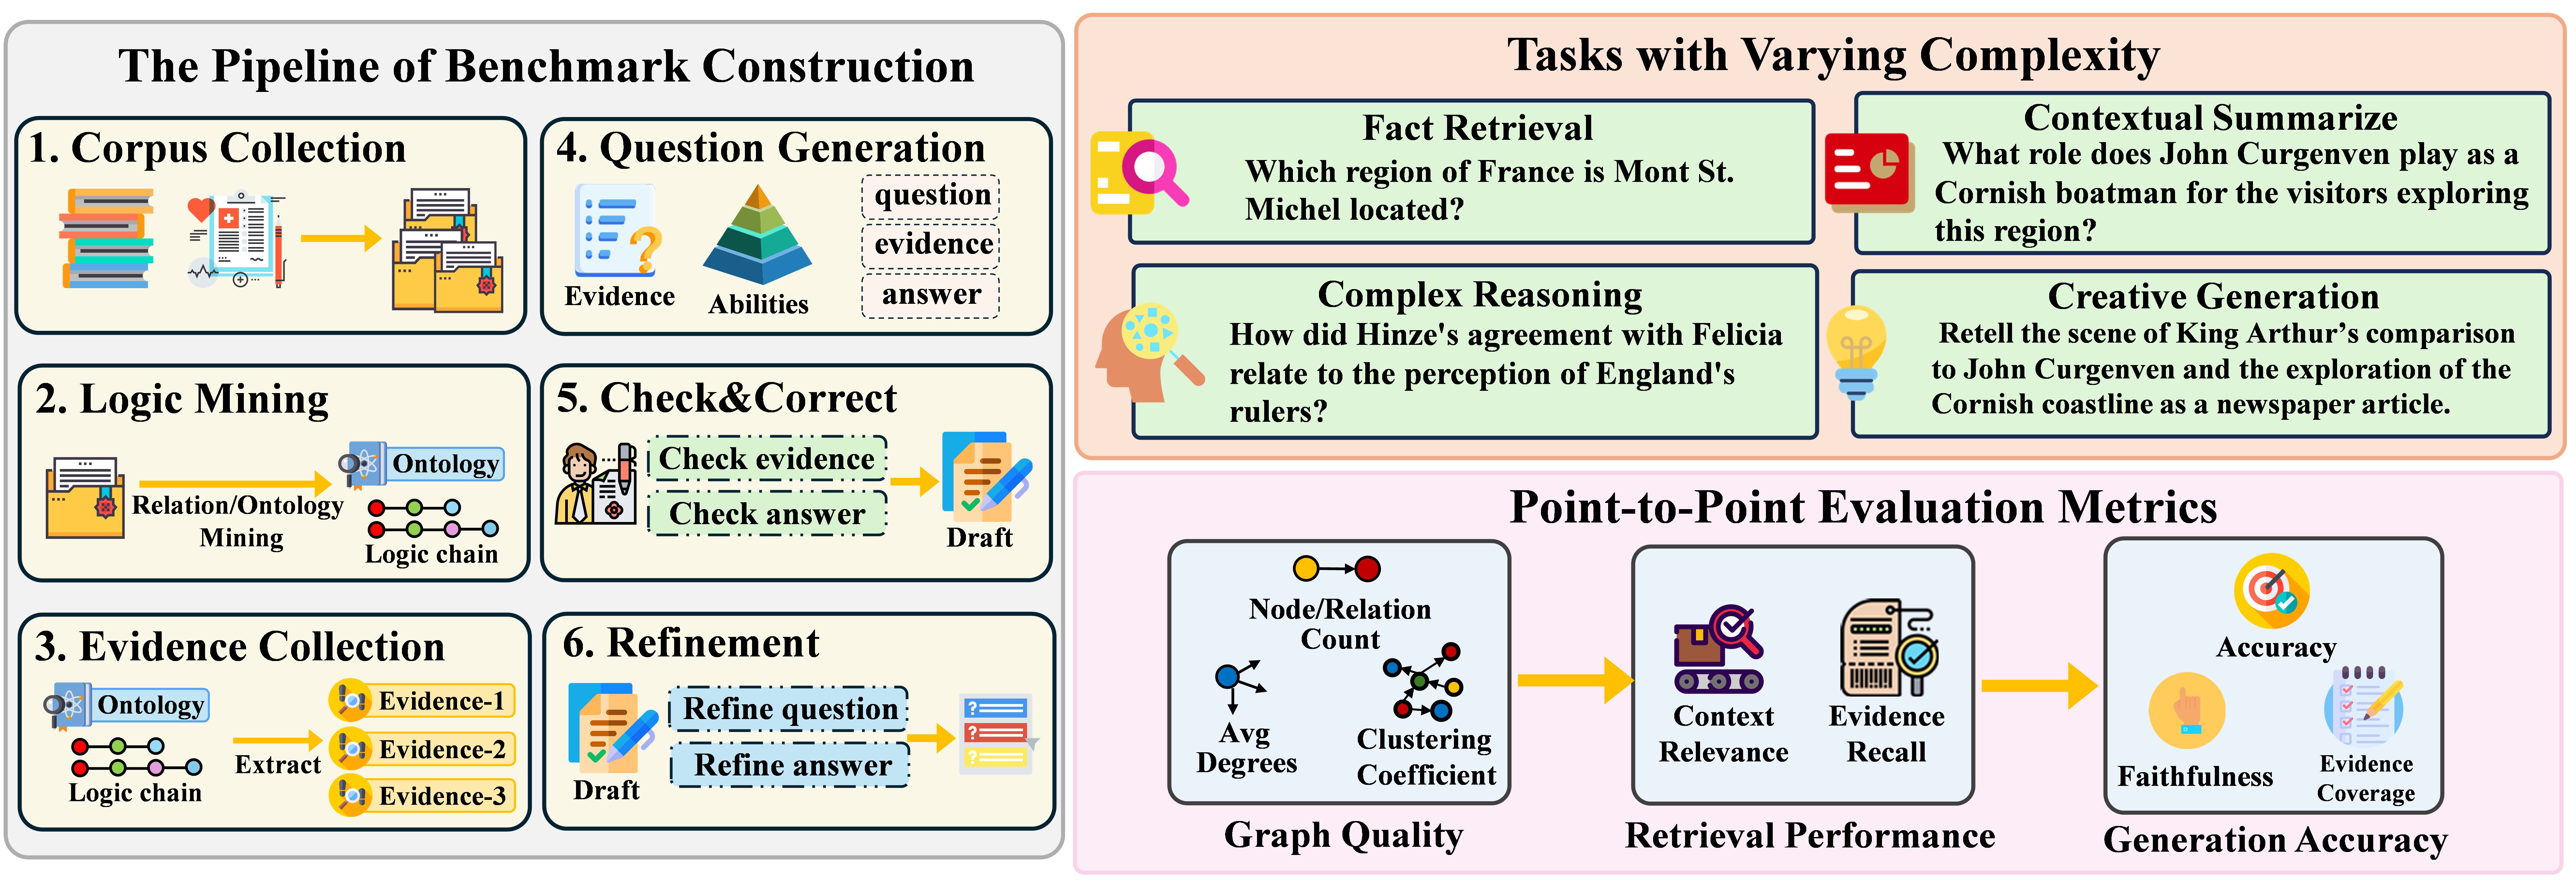 The Pipeline of Benchmark Construction
1. Corpus Collection
2. Logic Mining
Relation/Ontology
Mining
Ontology
Logic chain
3. Evidence Collection
Ontology
Logic chain
Extract
Evidence-1
Evidence-2
Evidence-3
4. Question Generation
Evidence
Abilities
question
evidence
answer
5. Check&Correct
Check evidence
Check answer
Draft
6. Refinement
Draft
Refine question
Refine answer
Tasks with Varying Complexity
Fact Retrieval
Which region of France is Mont St.
Michel located?
Contextual Summarize
What role does John Curgenven play as a
Cornish boatman for the visitors exploring
this region?
Complex Reasoning
How did Hinze's agreement with Felicia
relate to the perception of England's
rulers?
Creative Generation
Retell the scene of King Arthur’s comparison
to John Curgenven and the exploration of the
Cornish coastline as a newspaper article.
Point-to-Point Evaluation Metrics
Node/Relation
Count
Avg
Degrees
Clustering
Coefficient
Graph Quality
Context
Relevance
Evidence
Recall
Retrieval Performance
Accuracy
Faithfulness
Evidence
Coverage
Generation Accuracy